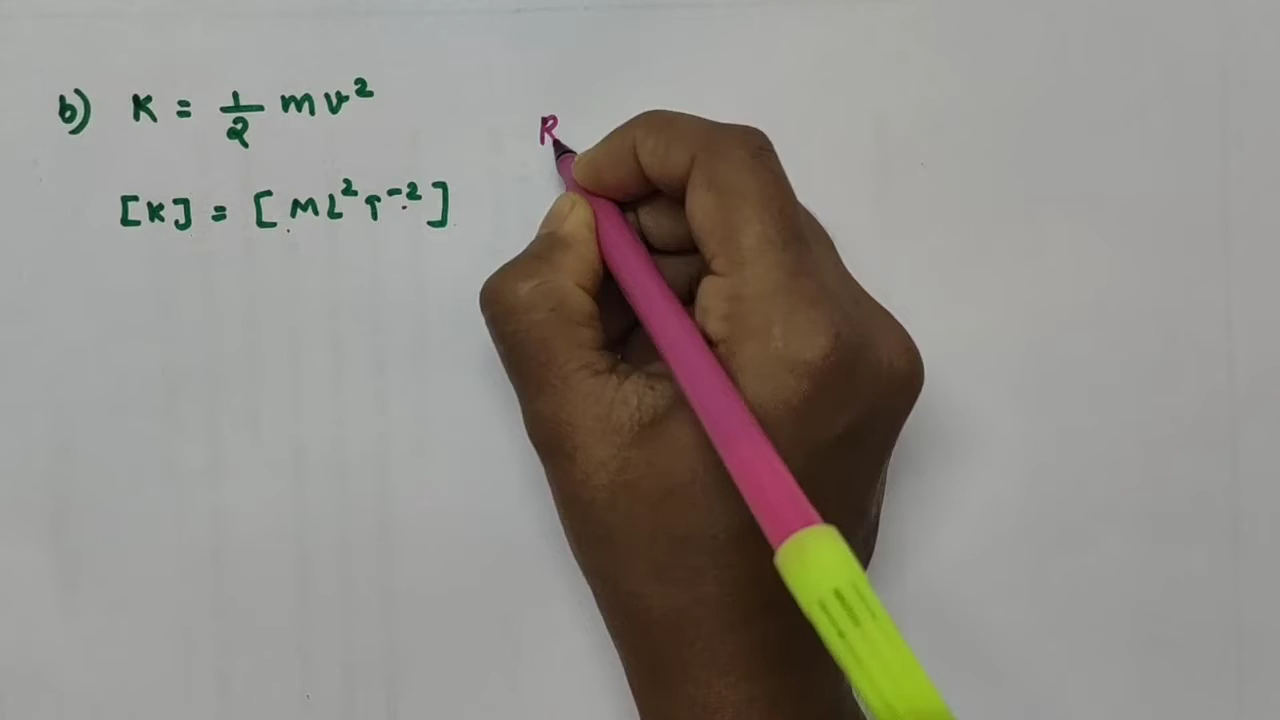 b) K = 1/2 mv²
[K] = [ML²T⁻²]
R